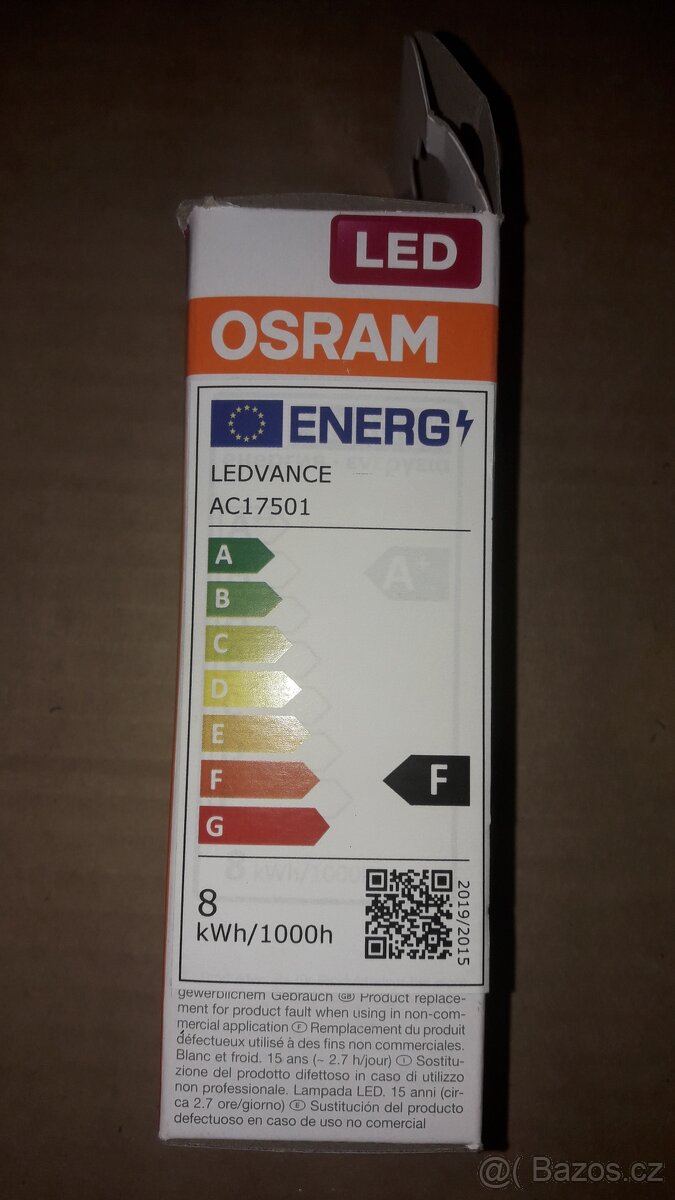 LED
OSRAM
ENERG
LEDVANCE
AC17501
A
A+
B
C
D
E
F
F
G
8 kWh/1000h
8
kWh/1000h
2019/2015
gewerblichem Gebrauch GB Product replace-
ment for product fault when using in non-com-
mercial application F Remplacement du produit
défectueux utilisé à des fins non commerciales.
Blanc et froid. 15 ans (~ 2.7 h/jour) I Sostitu-
zione del prodotto difettoso in caso di utilizzo
non professionale. Lampada LED. 15 anni (cir-
ca 2.7 ore/giorno) E Sustitución del producto
defectuoso en caso de uso no comercial
@( Bazos.cz